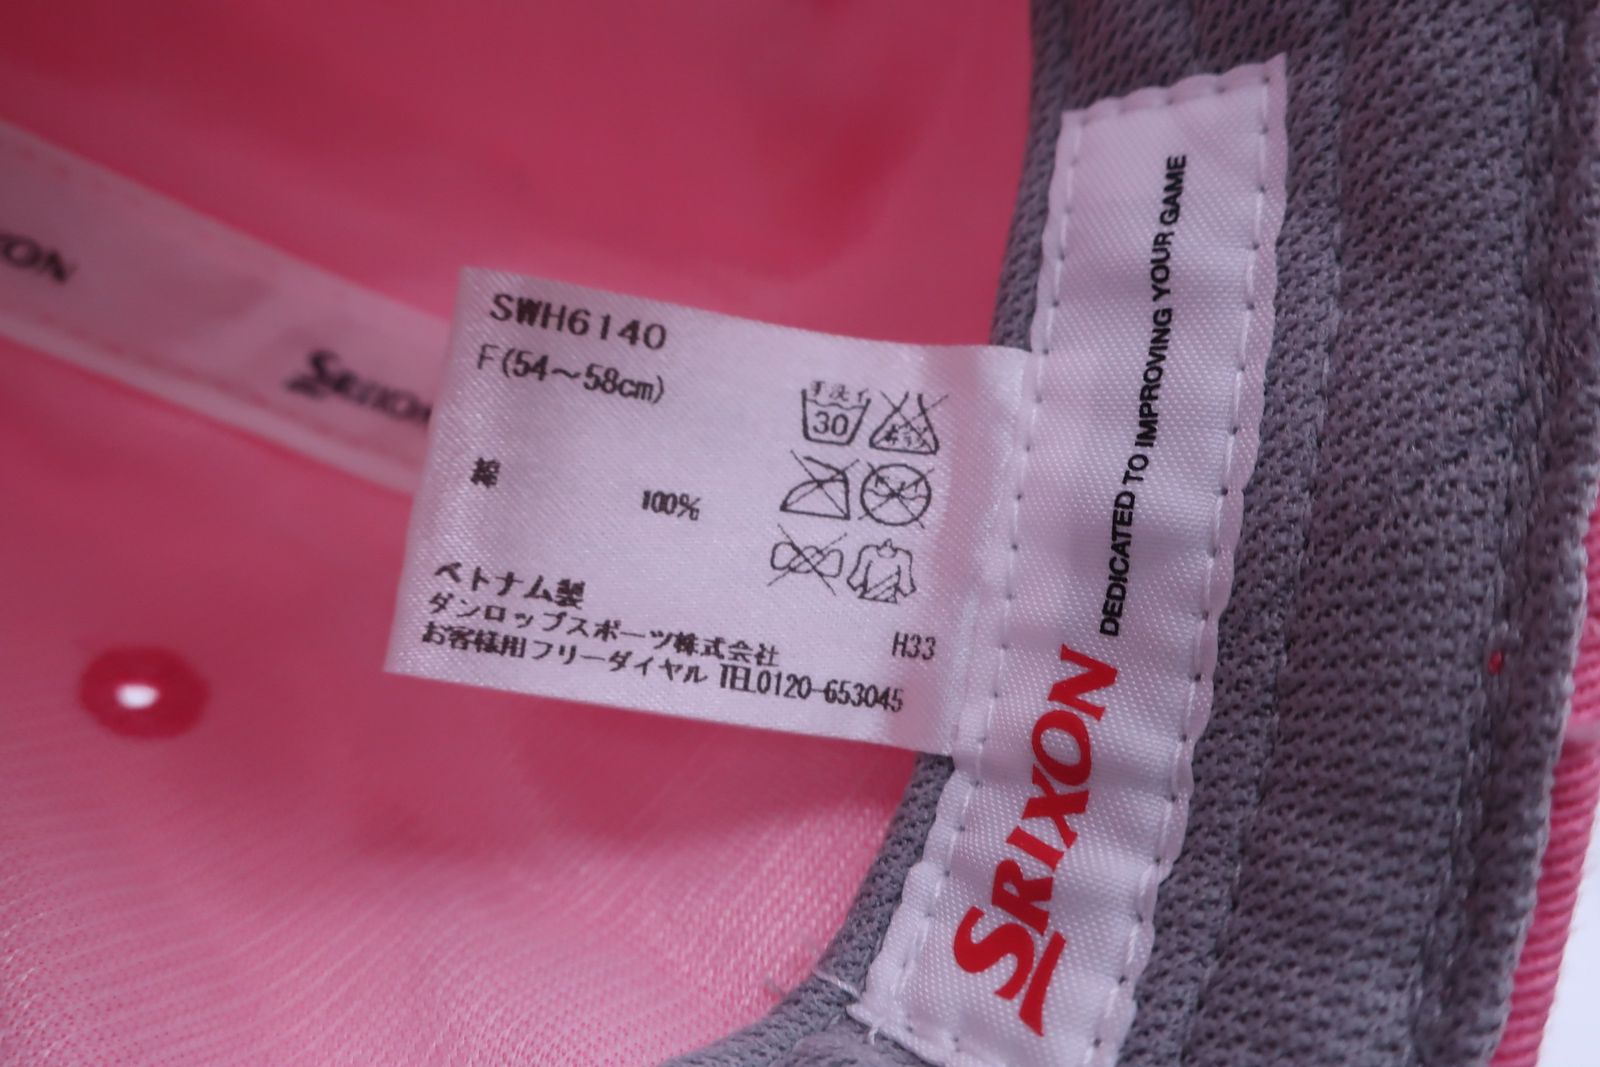 SWH6140
F(54～58cm)
綿 100%
手洗イ
30
ベトナム製
ダンロップスポーツ株式会社
お客様用フリーダイヤル TEL0120-653045
H33
SRIXON DEDICATED TO IMPROVING YOUR GAME
SRIXON